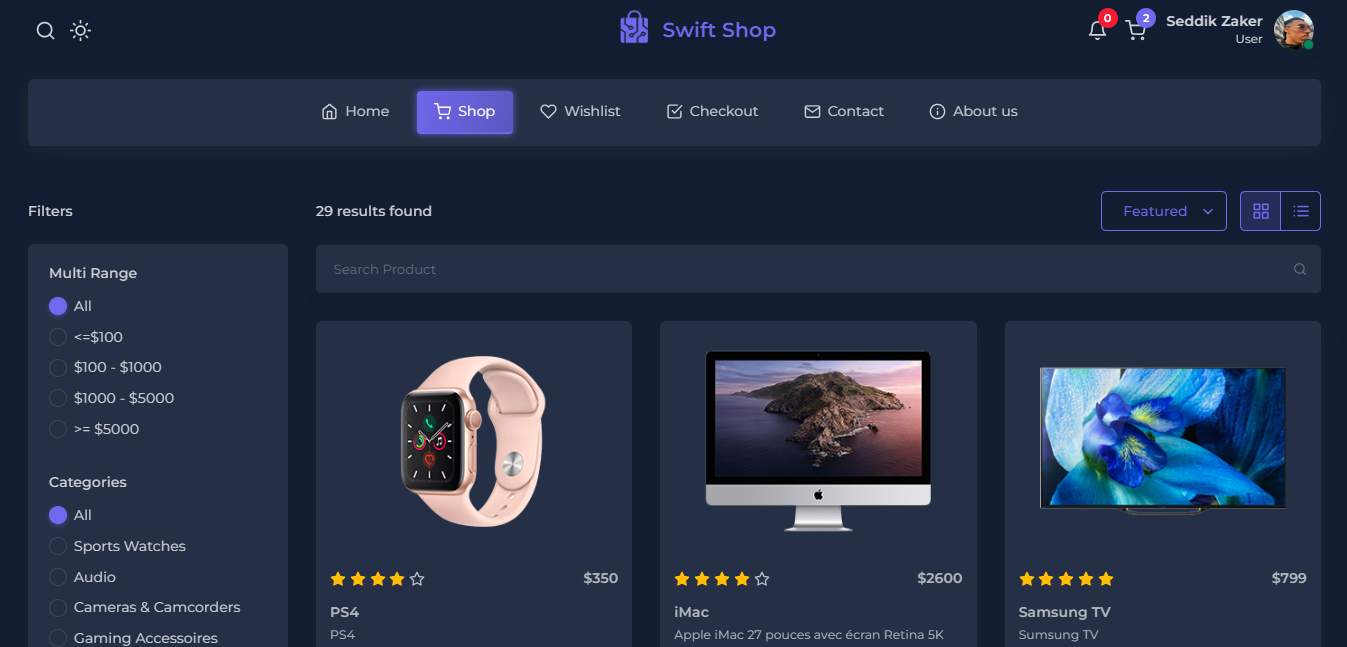 Swift Shop
0
2
Seddik Zaker
User
Home
Shop
Wishlist
Checkout
Contact
About us
Filters
29 results found
Featured
Multi Range
All
<=$100
$100 - $1000
$1000 - $5000
>= $5000
Categories
All
Sports Watches
Audio
Cameras & Camcorders
Gaming Accessoires
Search Product
$350
PS4
PS4
$2600
iMac
Apple iMac 27 pouces avec écran Retina 5K
$799
Samsung TV
Sumsung TV